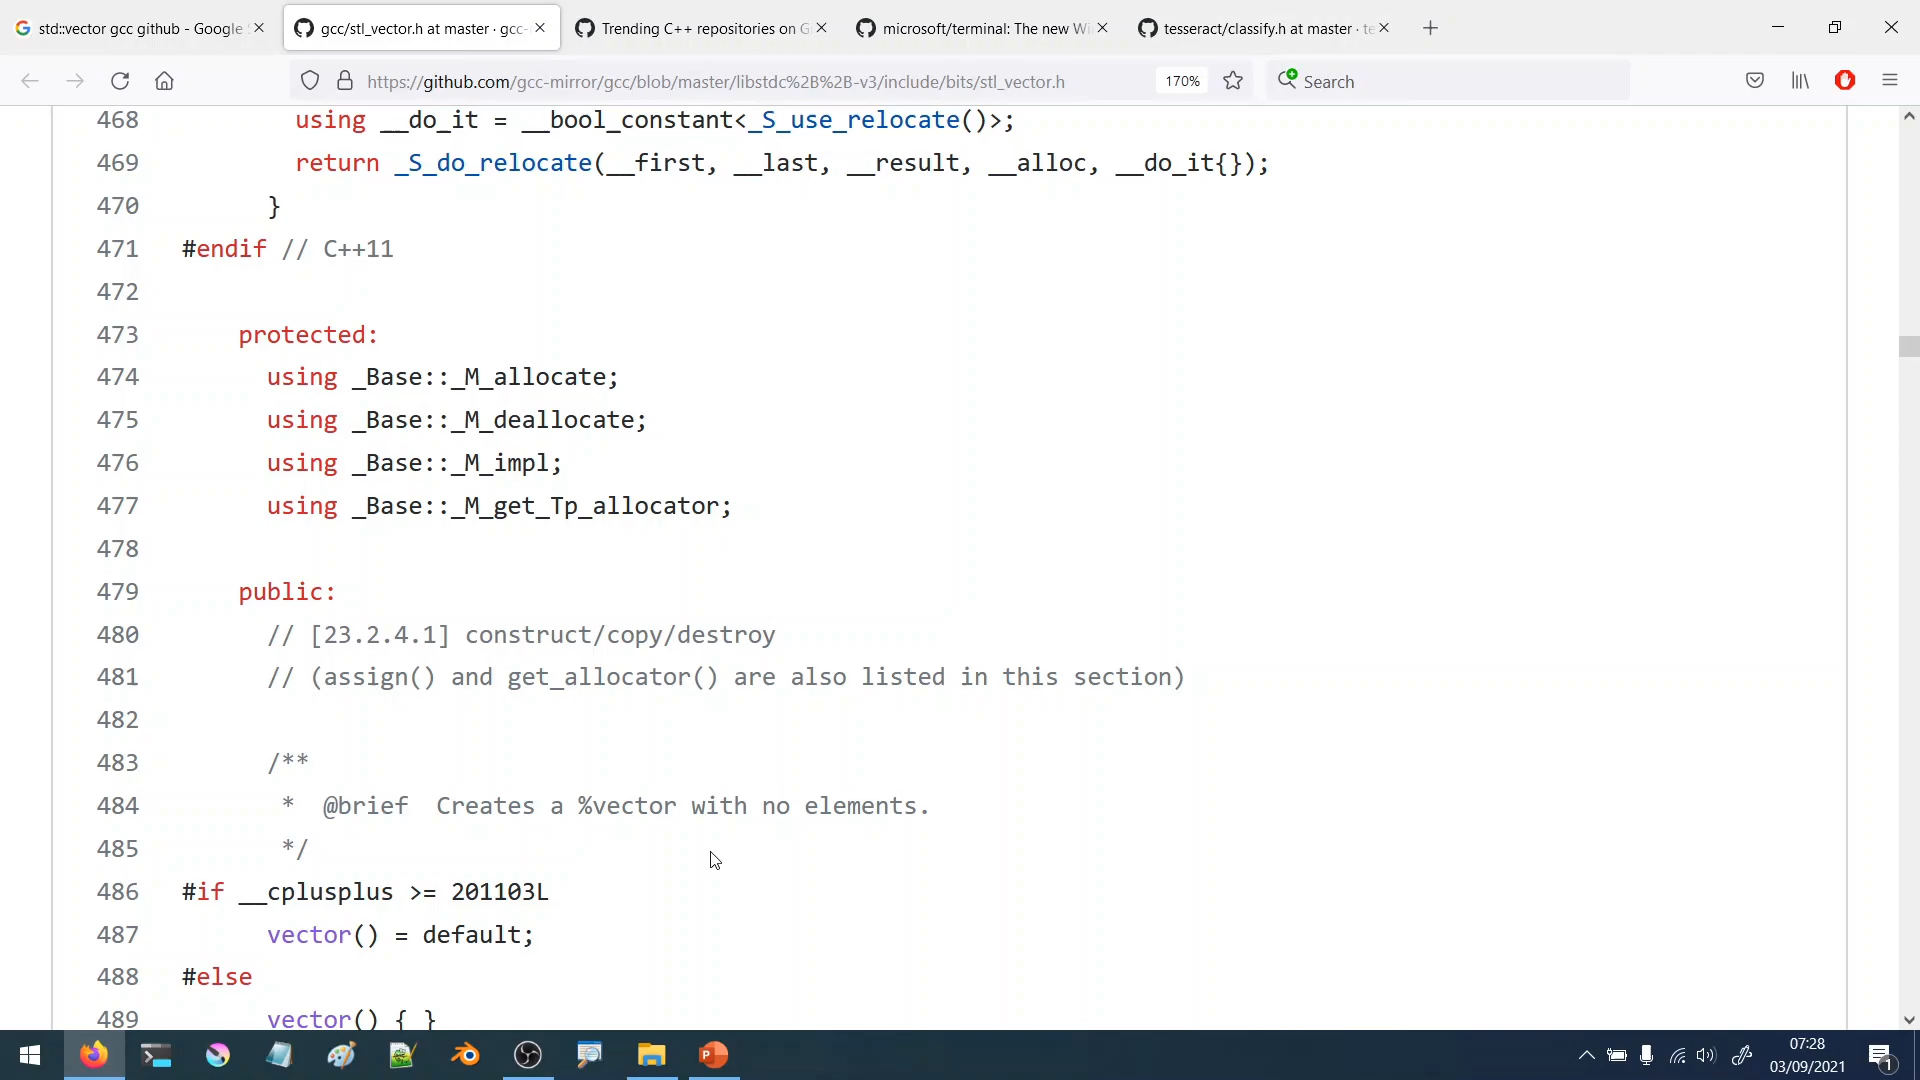 std::vector gcc github - Google
gcc/stl_vector.h at master · gcc-
Trending C++ repositories on G
microsoft/terminal: The new Wi
tesseract/classify.h at master · te
https://github.com/gcc-mirror/gcc/blob/master/libstdc%2B%2B-v3/include/bits/stl_vector.h
170%
Search
468 using __do_it = __bool_constant<_S_use_relocate()>;
469 return _S_do_relocate(__first, __last, __result, __alloc, __do_it{});
470 }
471 #endif // C++11
472
473 protected:
474 using _Base::_M_allocate;
475 using _Base::_M_deallocate;
476 using _Base::_M_impl;
477 using _Base::_M_get_Tp_allocator;
478
479 public:
480 // [23.2.4.1] construct/copy/destroy
481 // (assign() and get_allocator() are also listed in this section)
482
483 /**
484 * @brief Creates a %vector with no elements.
485 */
486 #if __cplusplus >= 201103L
487 vector() = default;
488 #else
489 vector() { }
07:28
03/09/2021
1